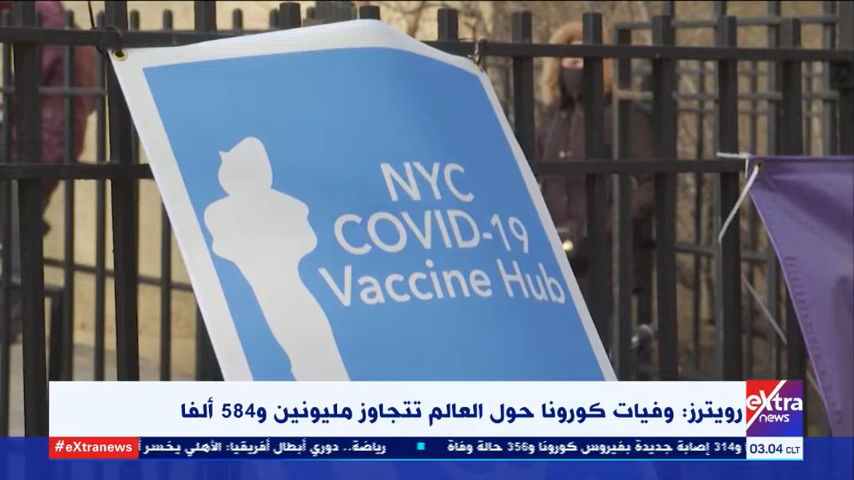 NYC
COVID-19
Vaccine Hub
رويترز: وفيات كورونا حول العالم تتجاوز مليونين و584 ألفا
eXtra
news
#eXtranews
و314 إصابة جديدة بفيروس كورونا و356 حالة وفاة
رياضة.. دوري أبطال أفريقيا: الأهلي يخسر أ
03.04 CLT